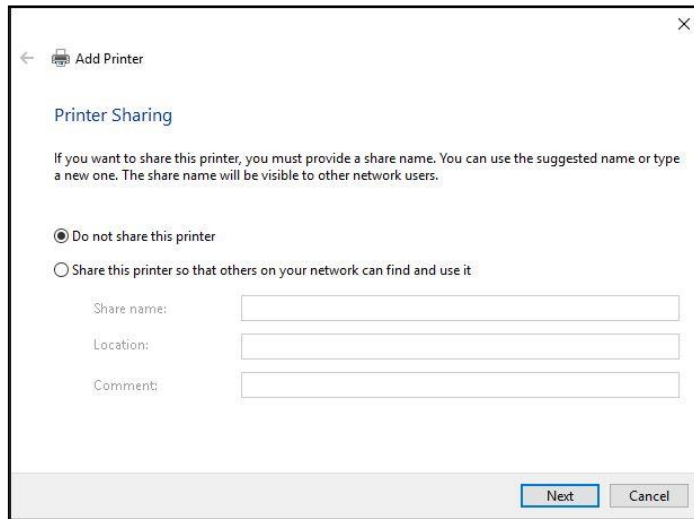 Add Printer
Printer Sharing
If you want to share this printer, you must provide a share name. You can use the suggested name or type
a new one. The share name will be visible to other network users.
Do not share this printer
Share this printer so that others on your network can find and use it
Share name:
Location:
Comment:
Next Cancel